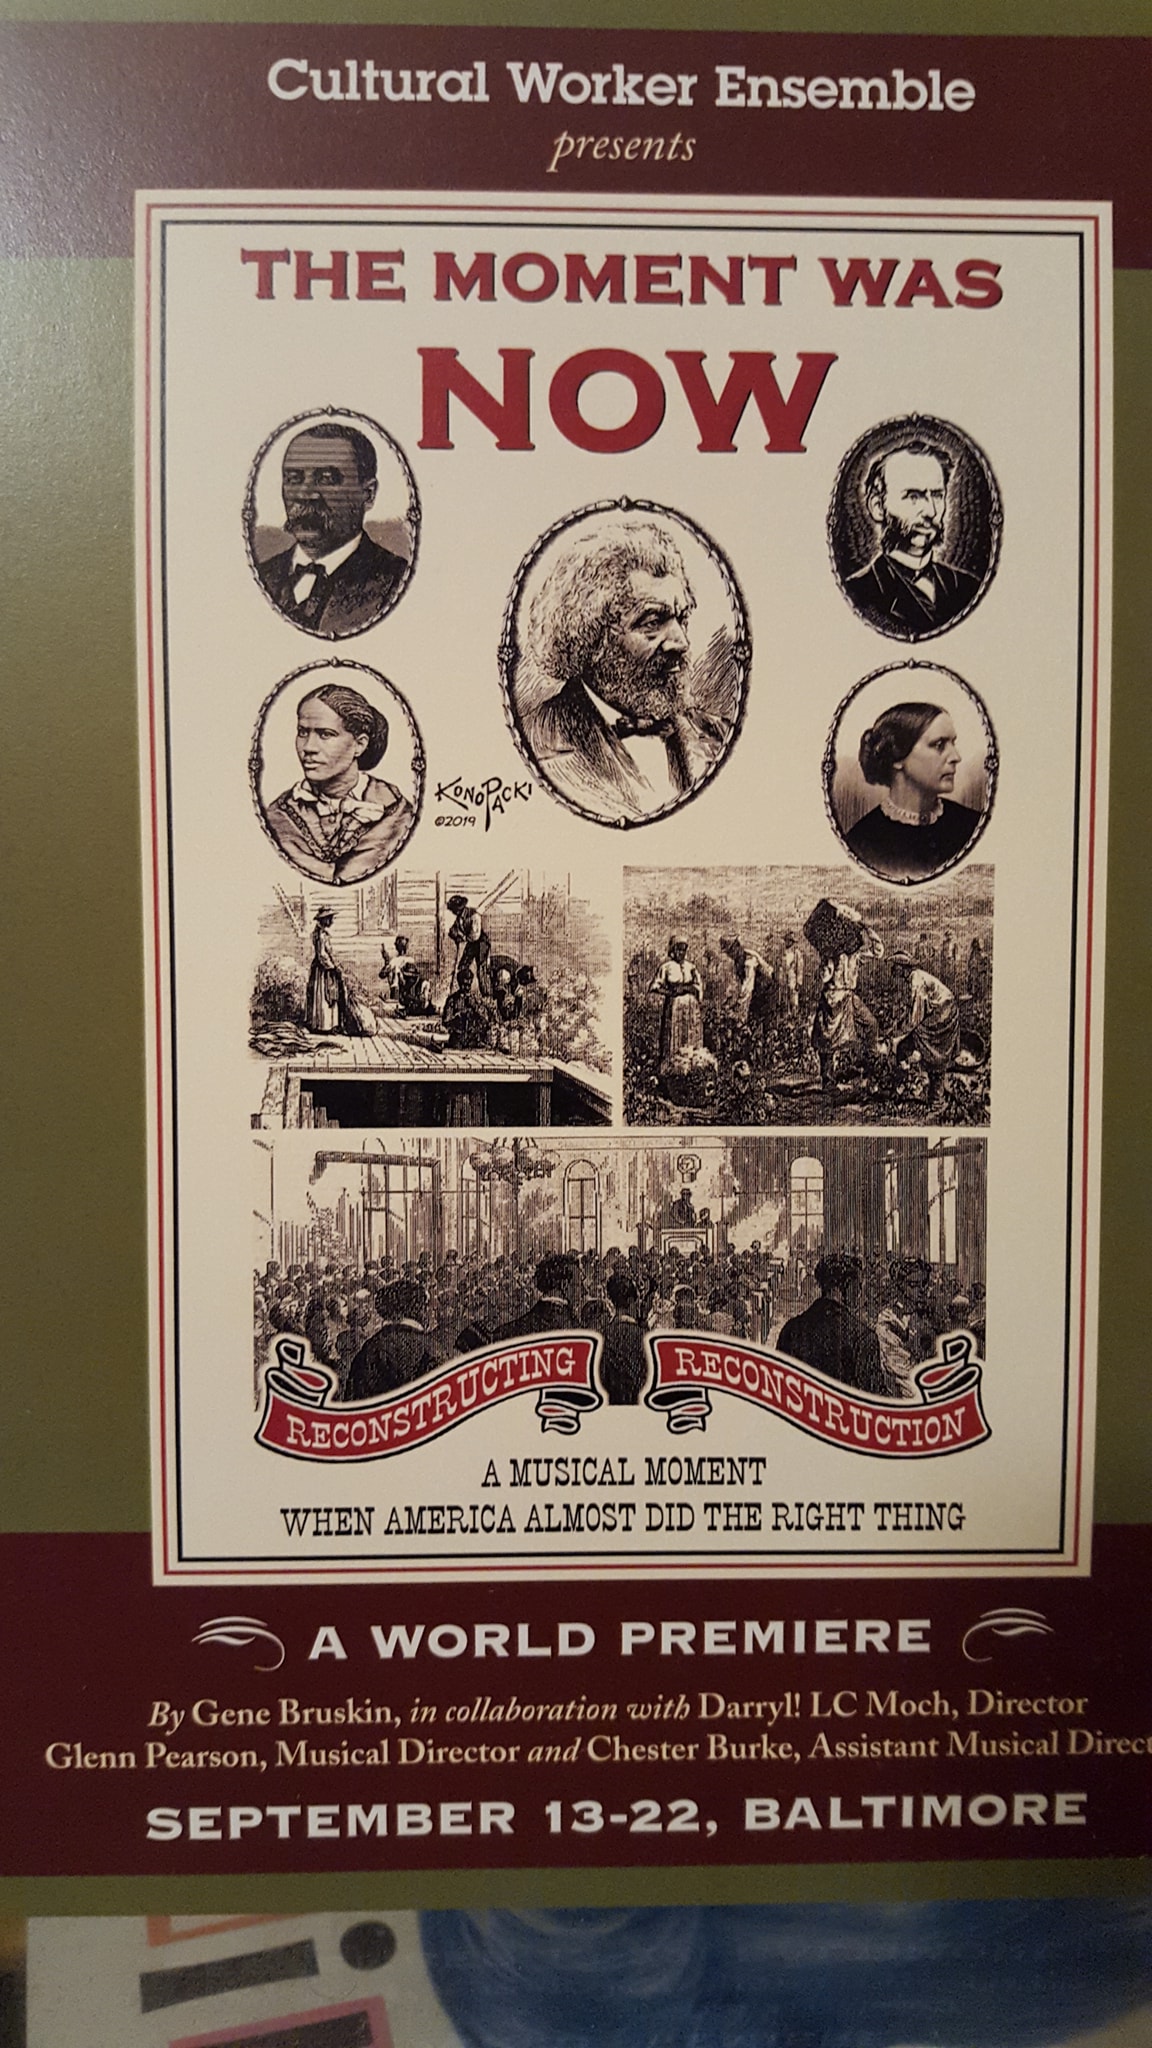 Cultural Worker Ensemble
presents
THE MOMENT WAS
NOW
KONOPACKI
©2019
RECONSTRUCTING RECONSTRUCTION
A MUSICAL MOMENT
WHEN AMERICA ALMOST DID THE RIGHT THING
A WORLD PREMIERE
By Gene Bruskin, in collaboration with Darryl! LC Moch, Director
Glenn Pearson, Musical Director and Chester Burke, Assistant Musical Direct
SEPTEMBER 13-22, BALTIMORE